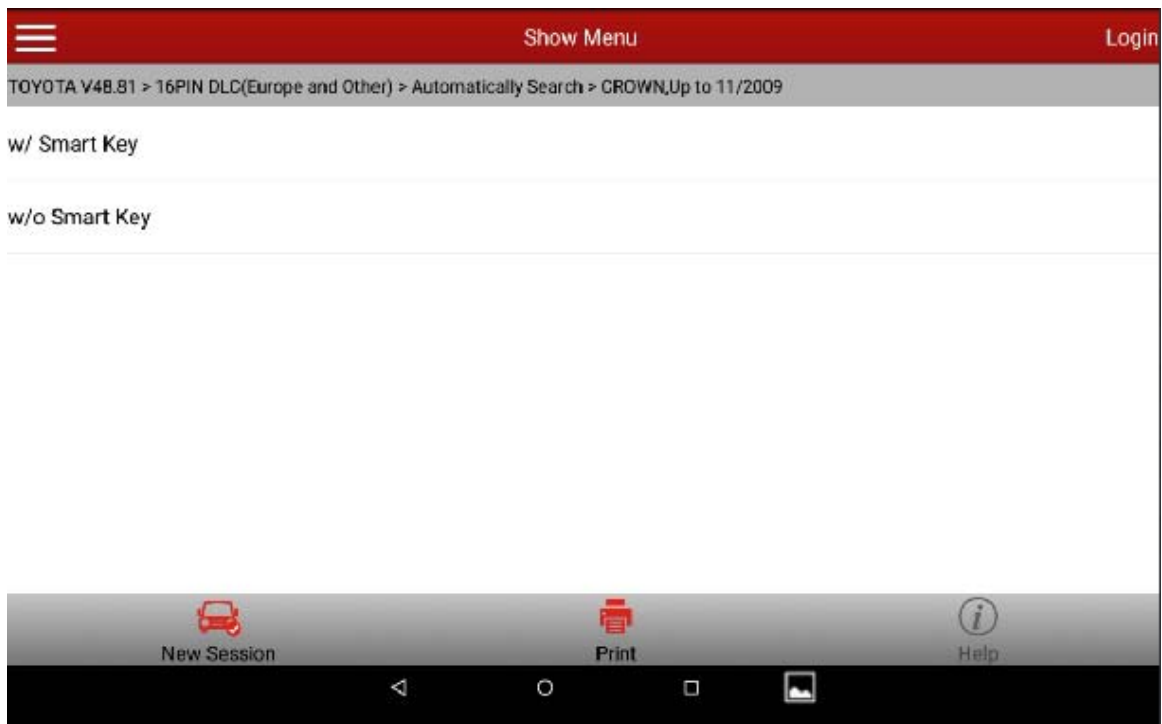 Show Menu
Login
TOYOTA V48.81 > 16PIN DLC(Europe and Other) > Automatically Search > CROWN,Up to 11/2009
w/ Smart Key
w/o Smart Key
New Session
Print
Help